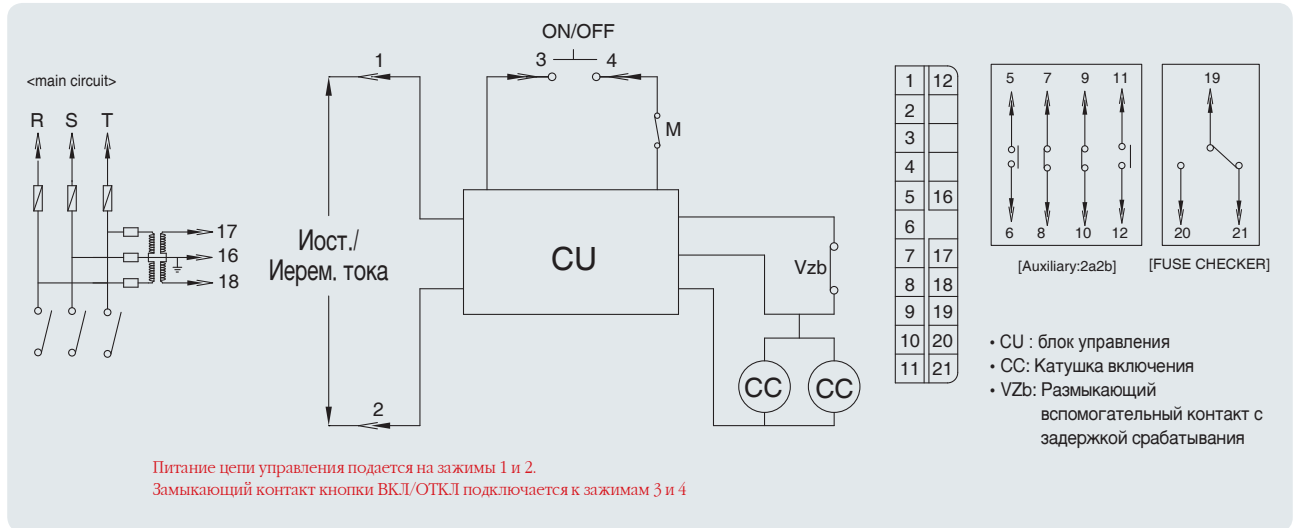 ON/OFF
1
3
4
<main circuit>
R S T
M
17
16
18
Иост./
Иерем. тока
CU
Vzb
CC
CC
2
1 12
2
3
4
5 16
6
7 17
8 18
9 19
10 20
11 21
5 7 9 11
6 8 10 12
[Auxiliary:2a2b]
19
20 21
[FUSE CHECKER]
• CU : блок управления
• CC: Катушка включения
• VZb: Размыкающий
вспомогательный контакт с
задержкой срабатывания
Питание цепи управления подается на зажимы 1 и 2.
Замыкающий контакт кнопки ВКЛ/ОТКЛ подключается к зажимам 3 и 4